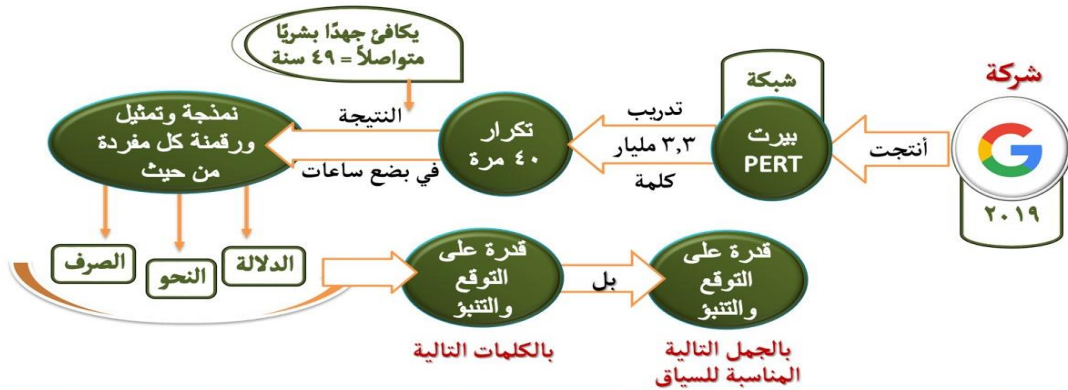 شركة
٢٠١٩
أنتجت
شبكة
بيرت
PERT
تدريب
٣,٣ مليار
كلمة
تكرار
٤٠ مرة
يكافئ جهدًا بشريًا
متواصلاً = ٤٩ سنة
النتيجة
في بضع ساعات
نمذجة وتمثيل
ورقمنة كل مفردة
من حيث
الدلالة
النحو
الصرف
قدرة على
التوقع
والتنبؤ
بالكلمات التالية
بل
قدرة على
التوقع
والتنبؤ
بالجمل التالية
المناسبة للسياق